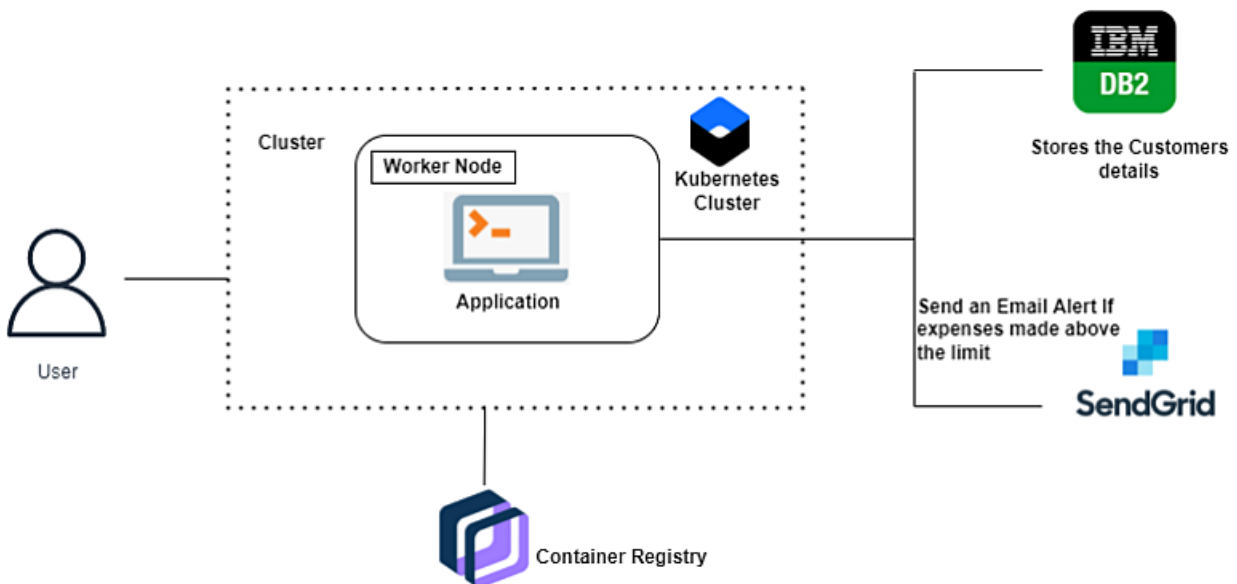 IBM
DB2
Stores the Customers
details
Cluster
Worker Node
Kubernetes
Cluster
Application
User
Send an Email Alert If
expenses made above
the limit
SendGrid
Container Registry